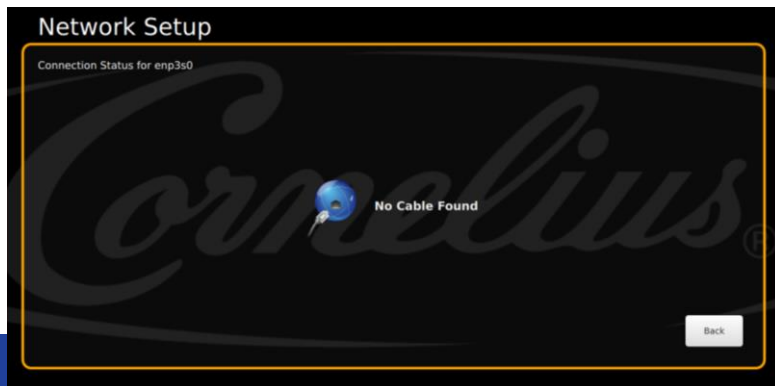 Network Setup
Connection Status for enp3s0
Cornelius®
No Cable Found
Back